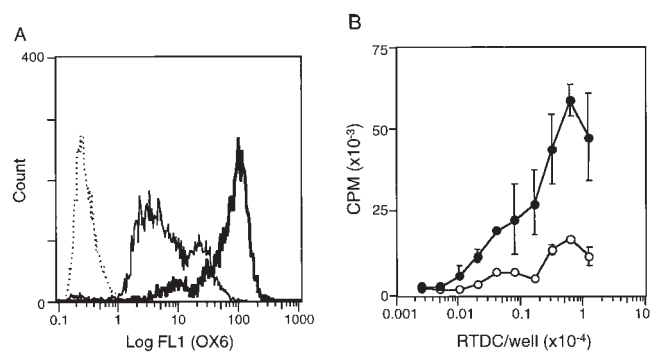 A
400
Count
0
0.1 1 10 100 1000
Log FL1 (OX6)
B
75
50
25
0
CPM (x10-3)
0.001 0.01 0.1 1 10
RTDC/well (x10-4)